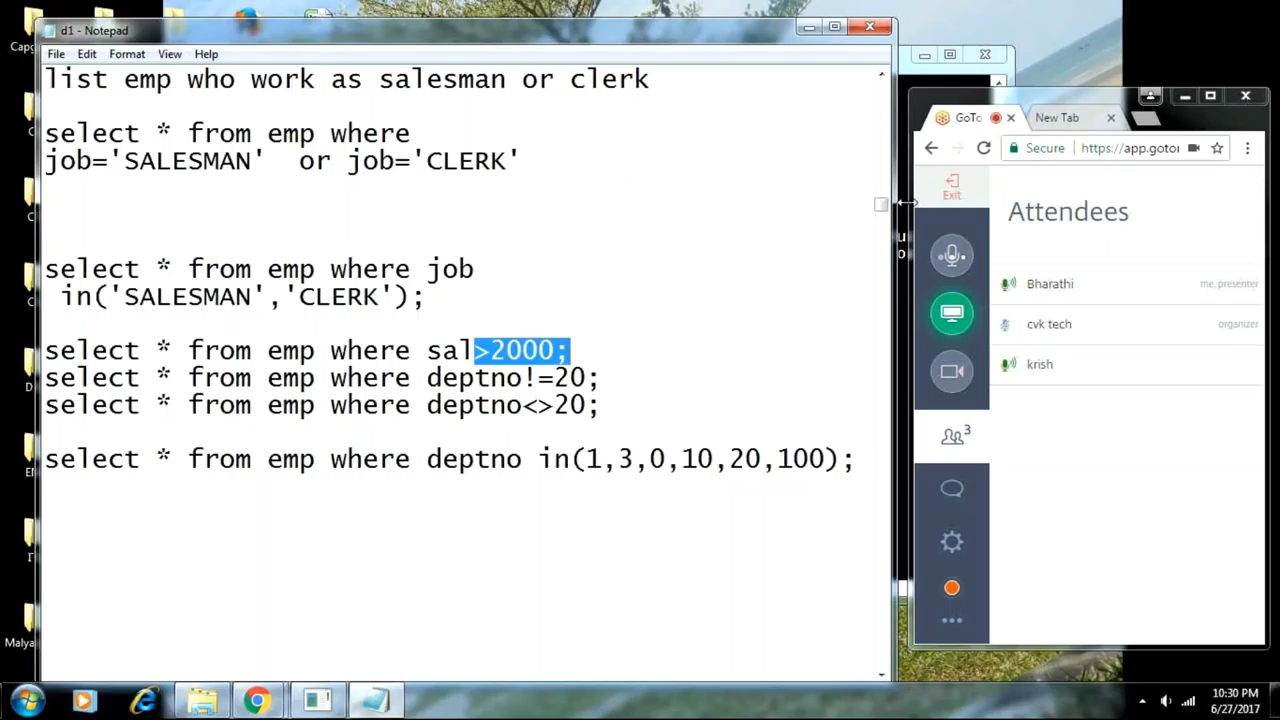 d1 - Notepad
File Edit Format View Help
list emp who work as salesman or clerk
select * from emp where
job='SALESMAN'  or job='CLERK'
select * from emp where job
in('SALESMAN','CLERK');
select * from emp where sal>2000;
select * from emp where deptno!=20;
select * from emp where deptno<>20;
select * from emp where deptno in(1,3,0,10,20,100);
GoTo
New Tab
Secure https://app.gotor
Exit
Attendees
Bharathi me, presenter
cvk tech organizer
krish
3
Malya
10:30 PM
6/27/2017